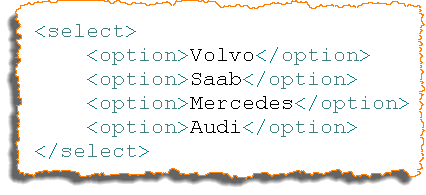 <select>
    <option>Volvo</option>
    <option>Saab</option>
    <option>Mercedes</option>
    <option>Audi</option>
</select>